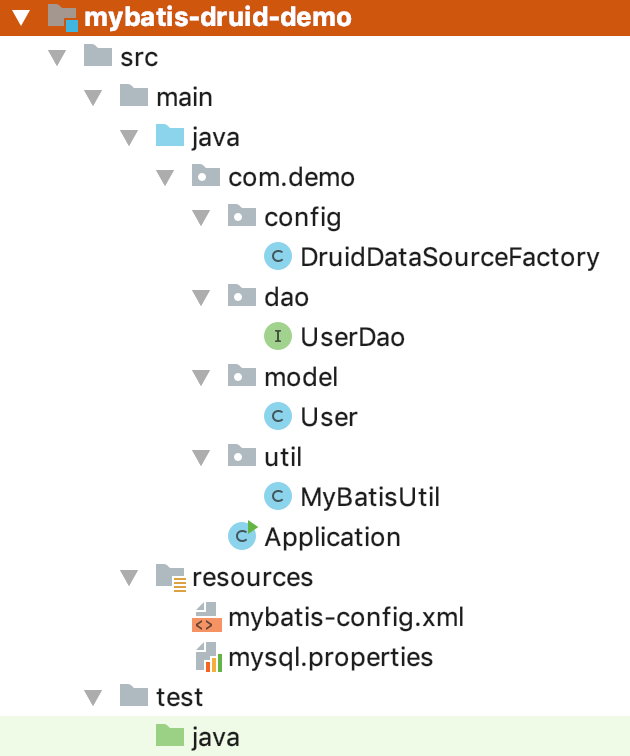 mybatis-druid-demo
src
main
java
com.demo
config
C DruidDataSourceFactory
dao
I UserDao
model
C User
util
C MyBatisUtil
C Application
resources
<> mybatis-config.xml
mysql.properties
test
java